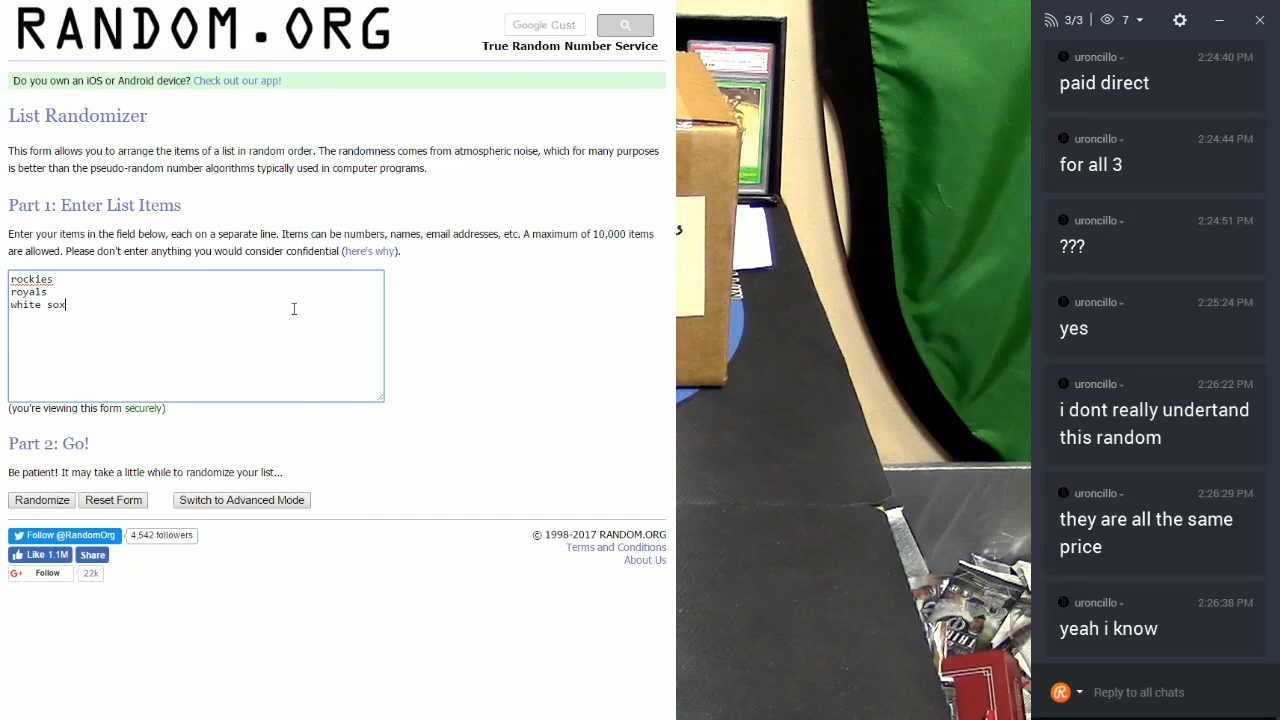 RANDOM.ORG
Google Cust
True Random Number Service
Do you own an iOS or Android device? Check out our app!
List Randomizer
This form allows you to arrange the items of a list in random order. The randomness comes from atmospheric noise, which for many purposes
is better than the pseudo-random number algorithms typically used in computer programs.
Part 1: Enter List Items
Enter your items in the field below, each on a separate line. Items can be numbers, names, email addresses, etc. A maximum of 10,000 items
are allowed. Please don't enter anything you would consider confidential (here's why).
rockies
royals
white sox
(you're viewing this form securely)
Part 2: Go!
Be patient! It may take a little while to randomize your list...
Randomize
Reset Form
Switch to Advanced Mode
Follow @RandomOrg
4,542 followers
Like 1.1M
Share
G+ Follow
22k
© 1998-2017 RANDOM.ORG
Terms and Conditions
About Us
3/3 | 7
uroncillo 2:24:40 PM
paid direct
uroncillo 2:24:44 PM
for all 3
uroncillo 2:24:51 PM
???
uroncillo 2:25:24 PM
yes
uroncillo 2:26:22 PM
i dont really undertand
this random
uroncillo 2:26:29 PM
they are all the same
price
uroncillo 2:26:38 PM
yeah i know
Reply to all chats